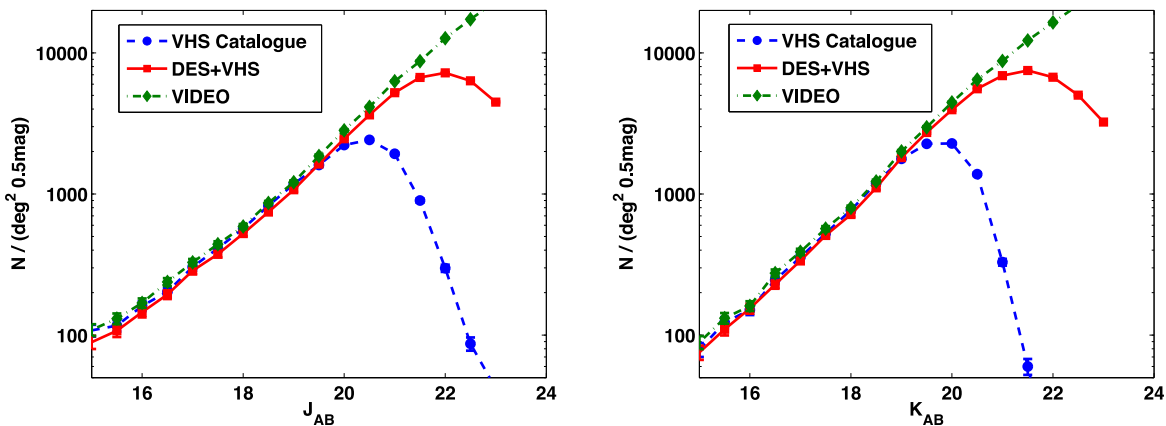 VHS Catalogue
DES+VHS
VIDEO
10000
1000
100
N / (deg² 0.5mag)
16 18 20 22 24
J_AB
VHS Catalogue
DES+VHS
VIDEO
10000
1000
100
N / (deg² 0.5mag)
16 18 20 22 24
K_AB